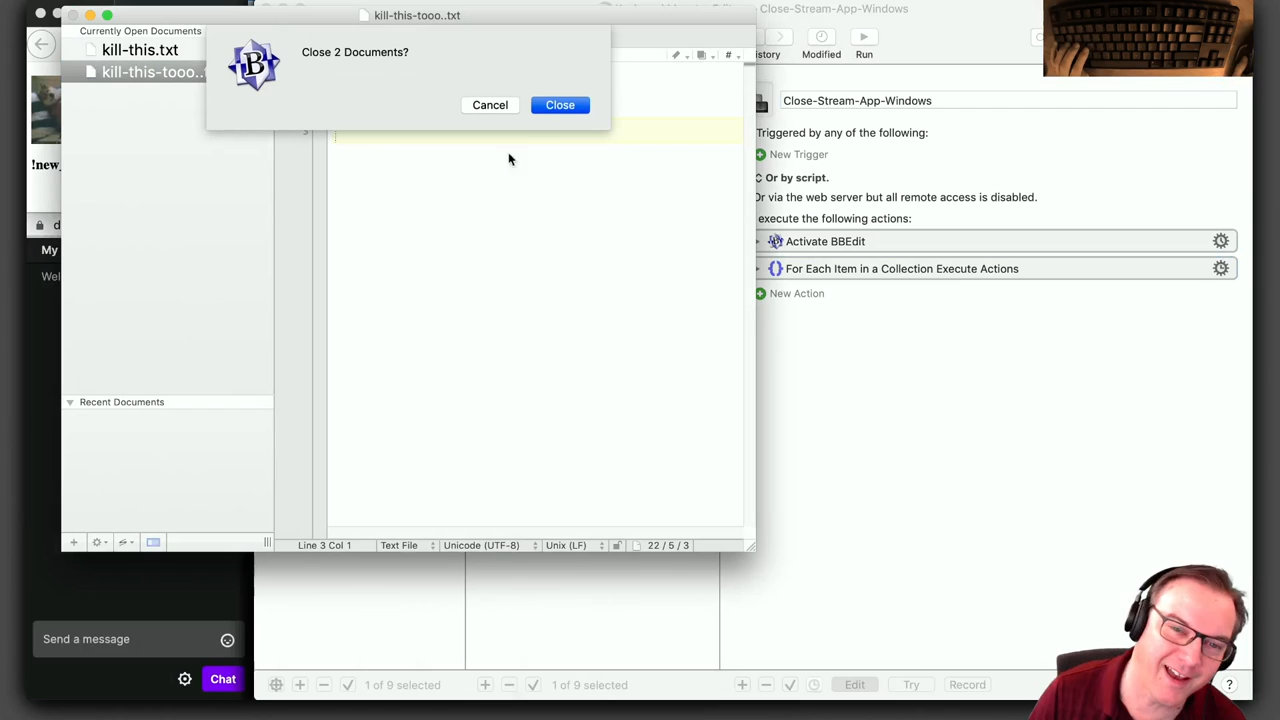 kill-this-tooo..txt
Currently Open Documents
kill-this.txt
kill-this-tooo..
Close 2 Documents?
Cancel
Close
B
#
3
Recent Documents
Line 3 Col 1
Text File
Unicode (UTF-8)
Unix (LF)
22 / 5 / 3
!new
My
Send a message
Chat
Close-Stream-App-Windows
Modified
Run
Close-Stream-App-Windows
Triggered by any of the following:
New Trigger
Or by script.
Or via the web server but all remote access is disabled.
execute the following actions:
Activate BBEdit
For Each Item in a Collection Execute Actions
New Action
1 of 9 selected
1 of 9 selected
Edit
Try
Record
?